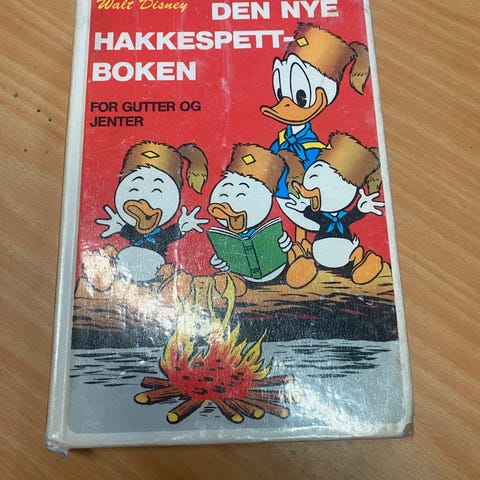 Walt Disney
DEN NYE
HAKKESPETT-
BOKEN
FOR GUTTER OG
JENTER